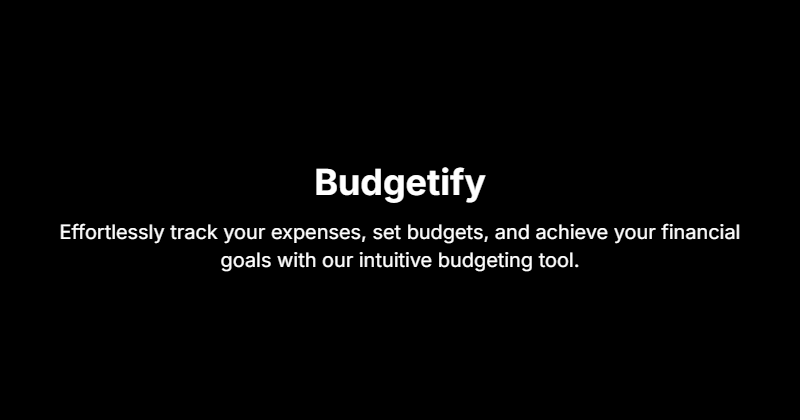 Budgetify
Effortlessly track your expenses, set budgets, and achieve your financial
goals with our intuitive budgeting tool.